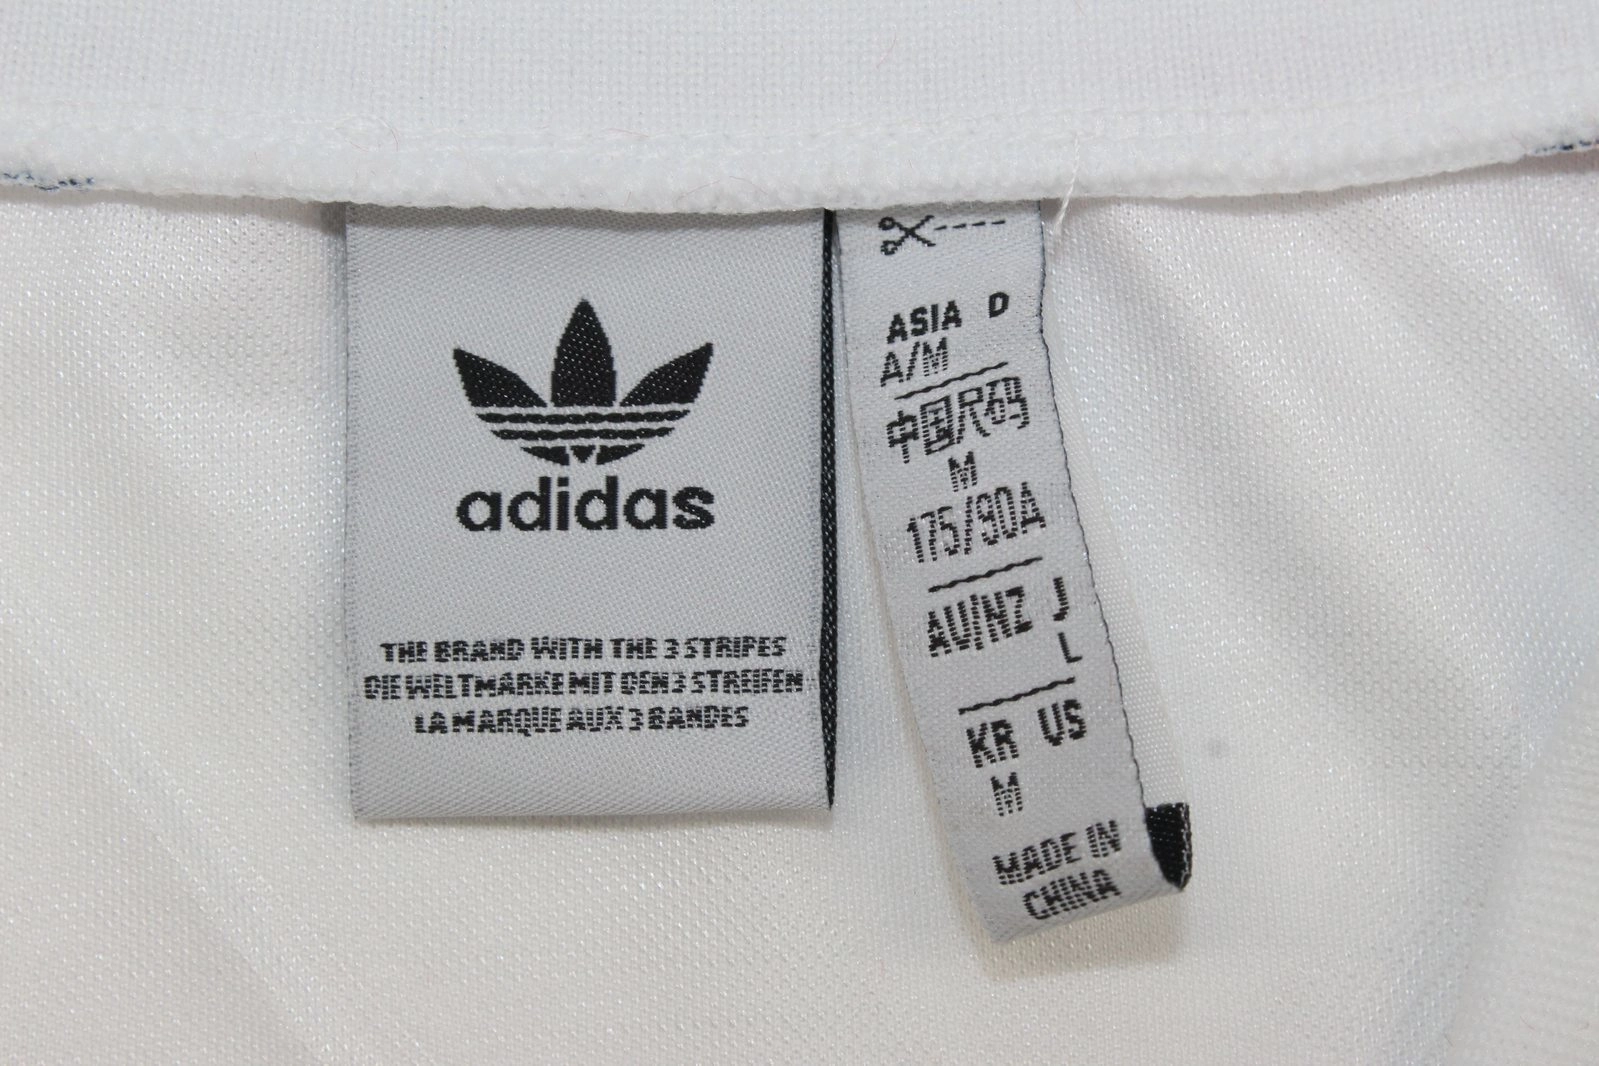 adidas
THE BRAND WITH THE 3 STRIPES
DIE WELTMARKE MIT DEN 3 STREIFEN
LA MARQUE AUX 3 BANDES
ASIA D
A/M
中国尺码
M
175/90A
AU/NZ J
L
KR US
M
MADE IN
CHINA